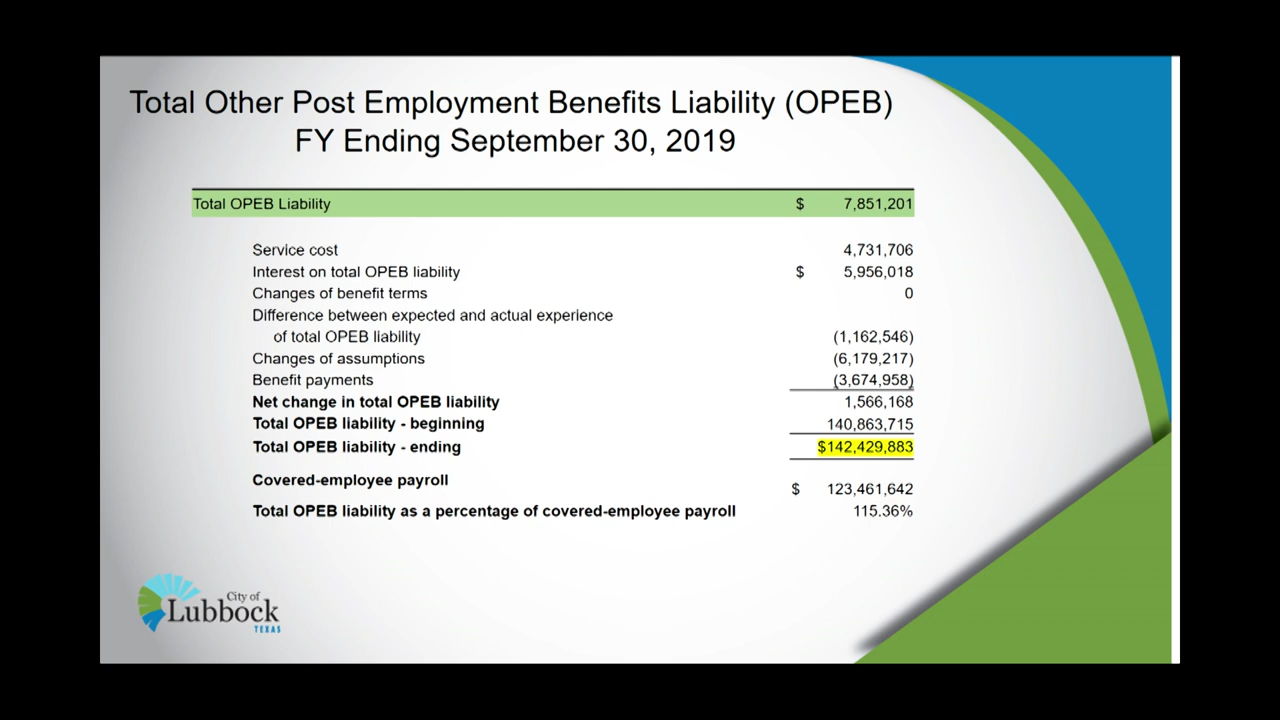 Total Other Post Employment Benefits Liability (OPEB)
FY Ending September 30, 2019
Total OPEB Liability $ 7,851,201
Service cost 4,731,706
Interest on total OPEB liability $ 5,956,018
Changes of benefit terms 0
Difference between expected and actual experience
of total OPEB liability (1,162,546)
Changes of assumptions (6,179,217)
Benefit payments (3,674,958)
Net change in total OPEB liability 1,566,168
Total OPEB liability - beginning 140,863,715
Total OPEB liability - ending $142,429,883
Covered-employee payroll $ 123,461,642
Total OPEB liability as a percentage of covered-employee payroll 115.36%
City of
Lubbock
TEXAS